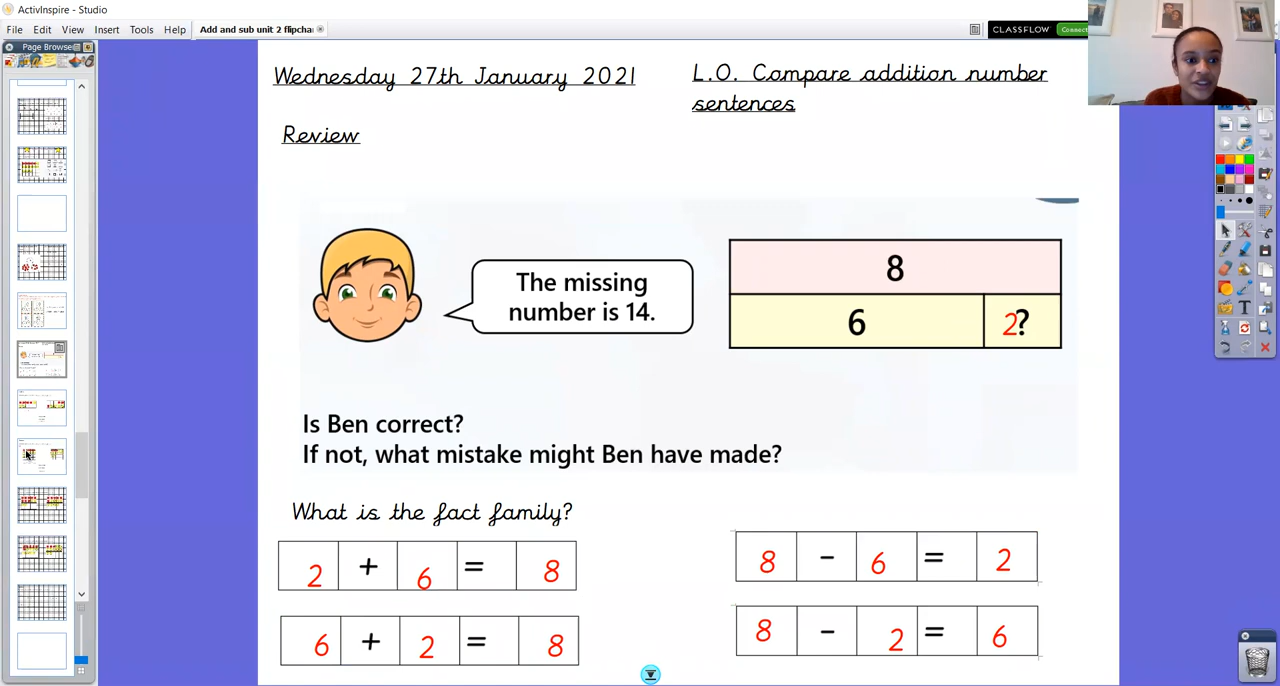 ActivInspire - Studio
File Edit View Insert Tools Help Add and sub unit 2 flipcha
CLASSFLOW Connect
Page Browse
Wednesday 27th January 2021
L.O. Compare addition number
sentences
Review
The missing
number is 14.
8
6 2?
Is Ben correct?
If not, what mistake might Ben have made?
What is the fact family?
2 + 6 = 8
8 - 6 = 2
6 + 2 = 8
8 - 2 = 6